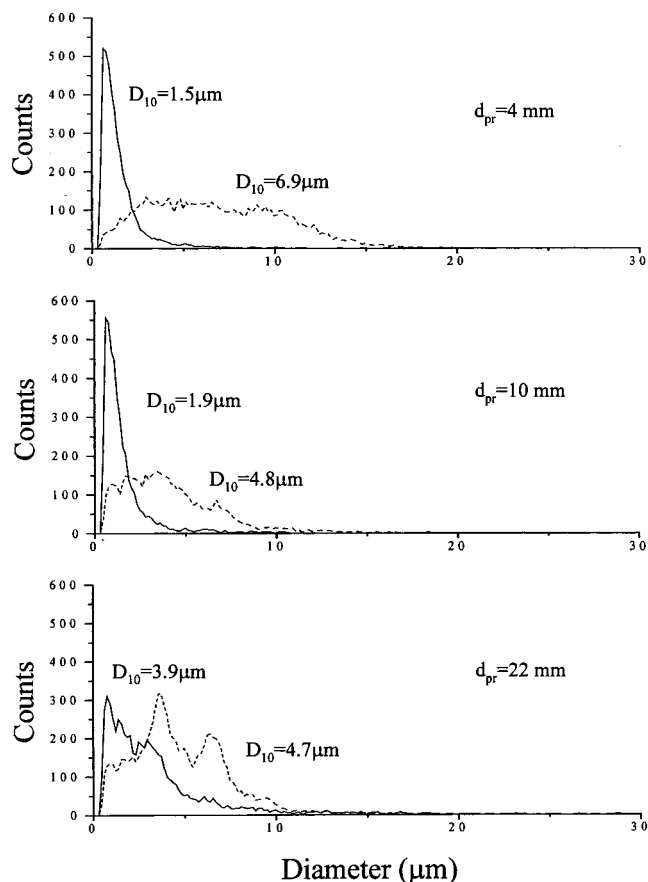 600
500
Counts
400
D10=1.5μm
dpr=4 mm
300
200
D10=6.9μm
100
0
0 10 20 30
600
500
Counts
400
D10=1.9μm
dpr=10 mm
300
200
D10=4.8μm
100
0
0 10 20 30
600
500
Counts
400
D10=3.9μm
dpr=22 mm
300
200
D10=4.7μm
100
0
0 10 20 30
Diameter (μm)